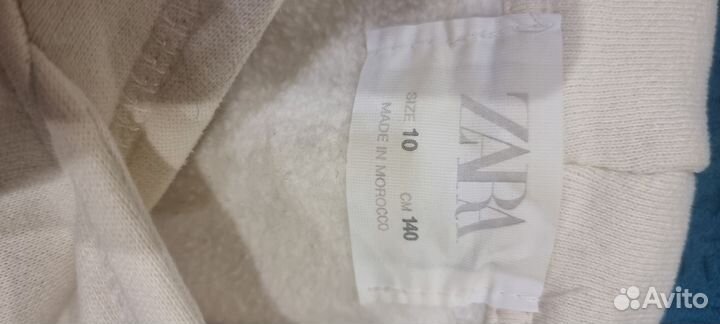 ZARA
SIZE 10 CM 140
MADE IN MOROCCO
Avito